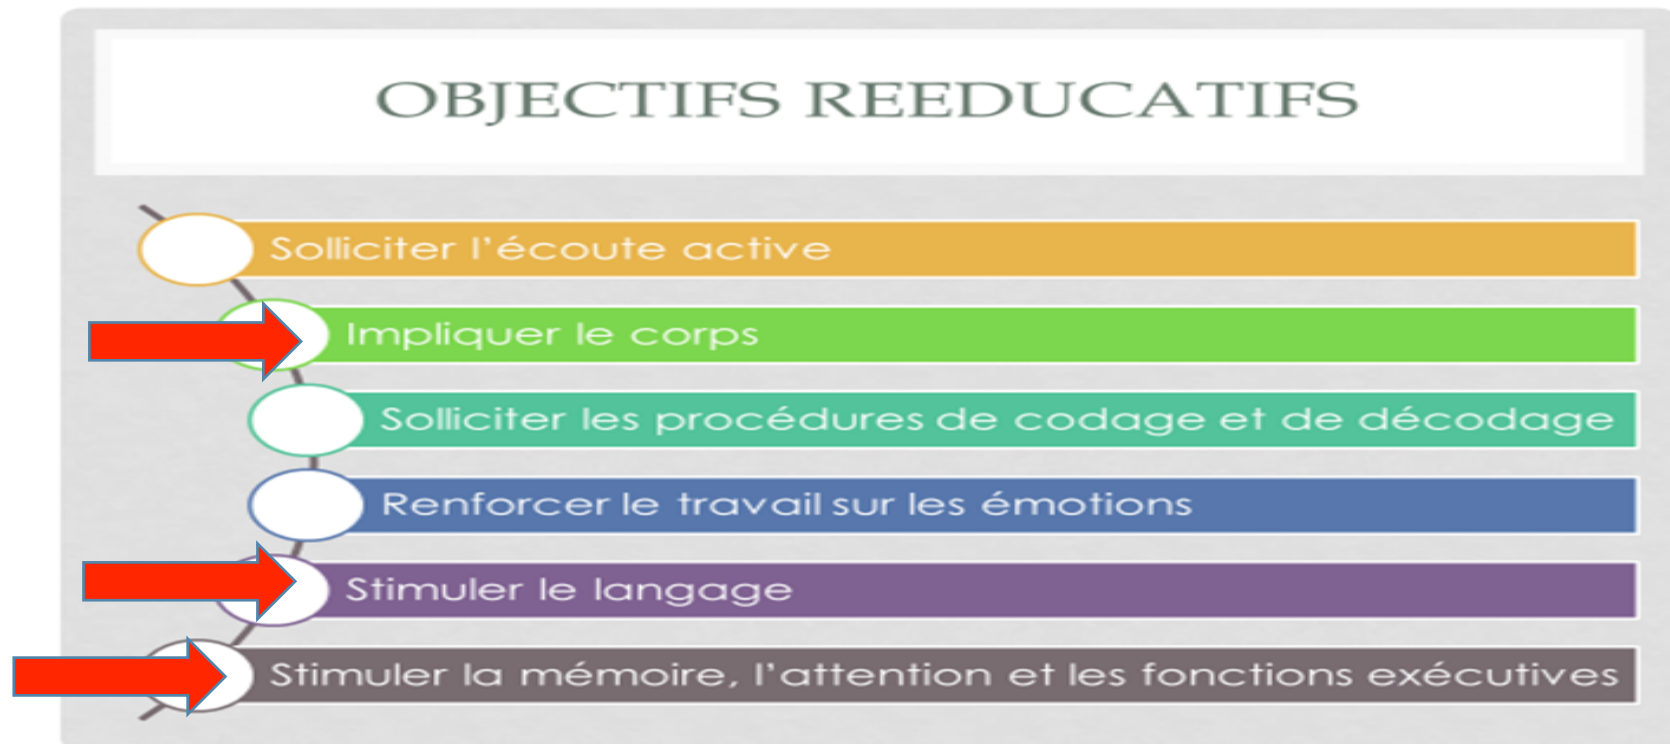 OBJECTIFS REEDUCATIFS
Solliciter l'écoute active
Impliquer le corps
Solliciter les procédures de codage et de décodage
Renforcer le travail sur les émotions
Stimuler le langage
Stimuler la mémoire, l'attention et les fonctions exécutives